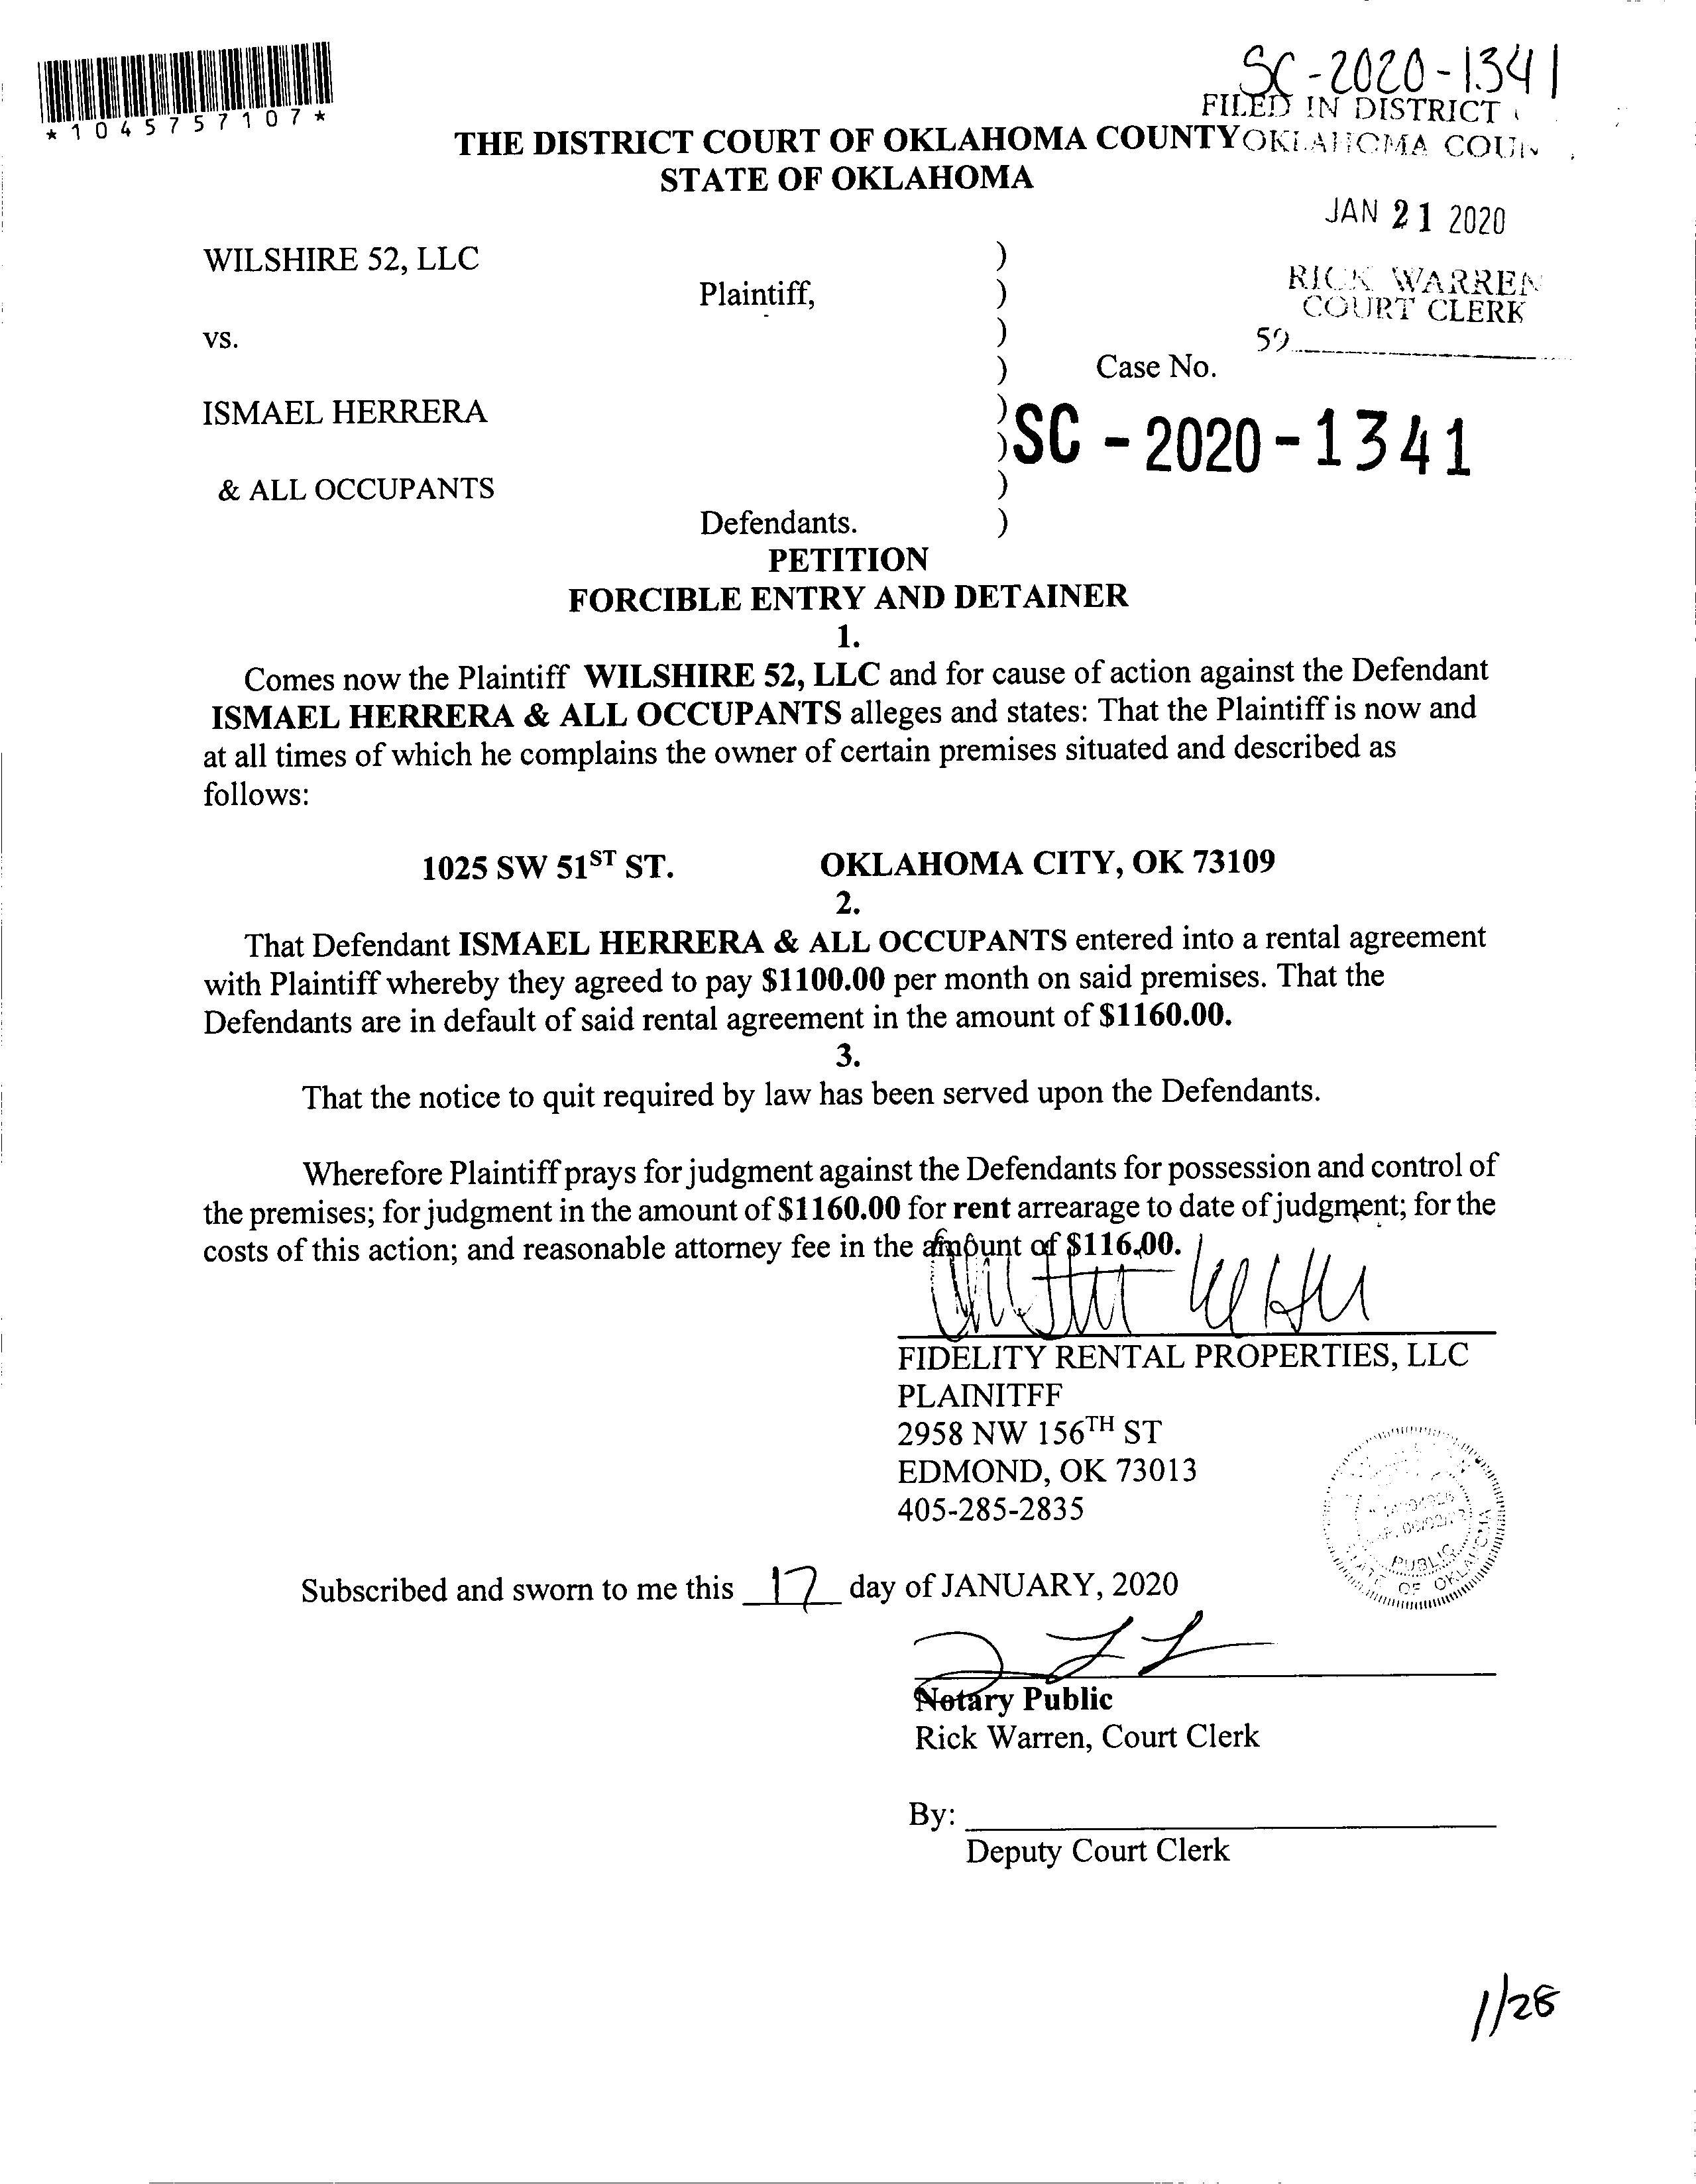 SC-2020-1341
FILED IN DISTRICT
*1045757107*
THE DISTRICT COURT OF OKLAHOMA COUNTY OKLAHOMA COUN
STATE OF OKLAHOMA
JAN 21 2020
WILSHIRE 52, LLC )
Plaintiff, )
RICK WARREN
COURT CLERK
vs. )
59
) Case No.
ISMAEL HERRERA )
) SC - 2020 - 1341
& ALL OCCUPANTS )
Defendants. )
PETITION
FORCIBLE ENTRY AND DETAINER
1.
Comes now the Plaintiff WILSHIRE 52, LLC and for cause of action against the Defendant
ISMAEL HERRERA & ALL OCCUPANTS alleges and states: That the Plaintiff is now and
at all times of which he complains the owner of certain premises situated and described as
follows:
1025 SW 51ST ST. OKLAHOMA CITY, OK 73109
2.
That Defendant ISMAEL HERRERA & ALL OCCUPANTS entered into a rental agreement
with Plaintiff whereby they agreed to pay $1100.00 per month on said premises. That the
Defendants are in default of said rental agreement in the amount of $1160.00.
3.
That the notice to quit required by law has been served upon the Defendants.
Wherefore Plaintiff prays for judgment against the Defendants for possession and control of
the premises; for judgment in the amount of $1160.00 for rent arrearage to date of judgment; for the
costs of this action; and reasonable attorney fee in the amount of $116.00.
FIDELITY RENTAL PROPERTIES, LLC
PLAINITFF
2958 NW 156TH ST
EDMOND, OK 73013
405-285-2835
PUBLIC
OF OKLAHOMA
Subscribed and sworn to me this 17 day of JANUARY, 2020
Notary Public
Rick Warren, Court Clerk
By:
Deputy Court Clerk
1/28